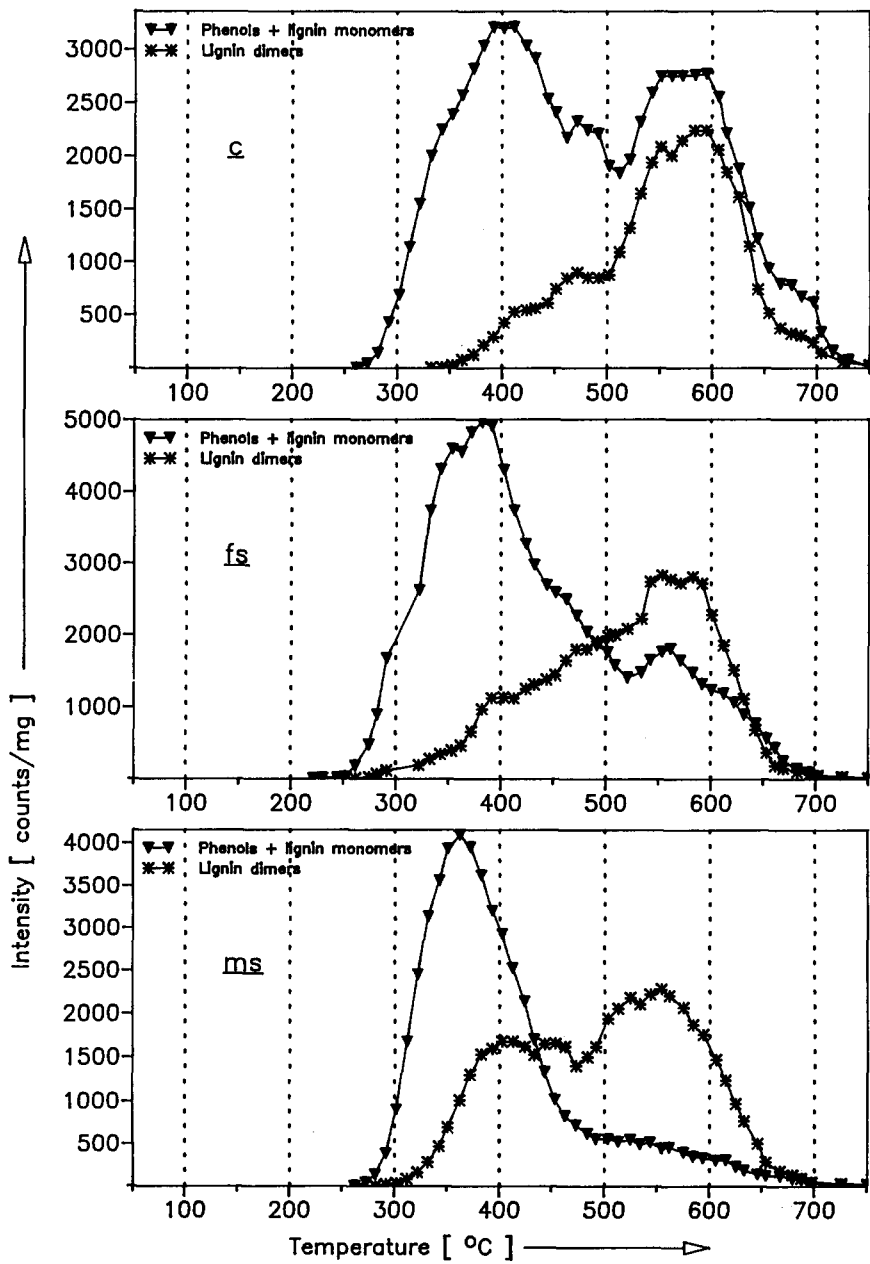 Phenols + lignin monomers
Lignin dimers
3000
2500
2000
1500
1000
500
c
100 200 300 400 500 600 700
Phenols + lignin monomers
Lignin dimers
5000
4000
3000
2000
1000
fs
100 200 300 400 500 600 700
Phenols + lignin monomers
Lignin dimers
4000
3500
3000
2500
2000
1500
1000
500
ms
100 200 300 400 500 600 700
Intensity [ counts/mg ]
Temperature [ °C ]